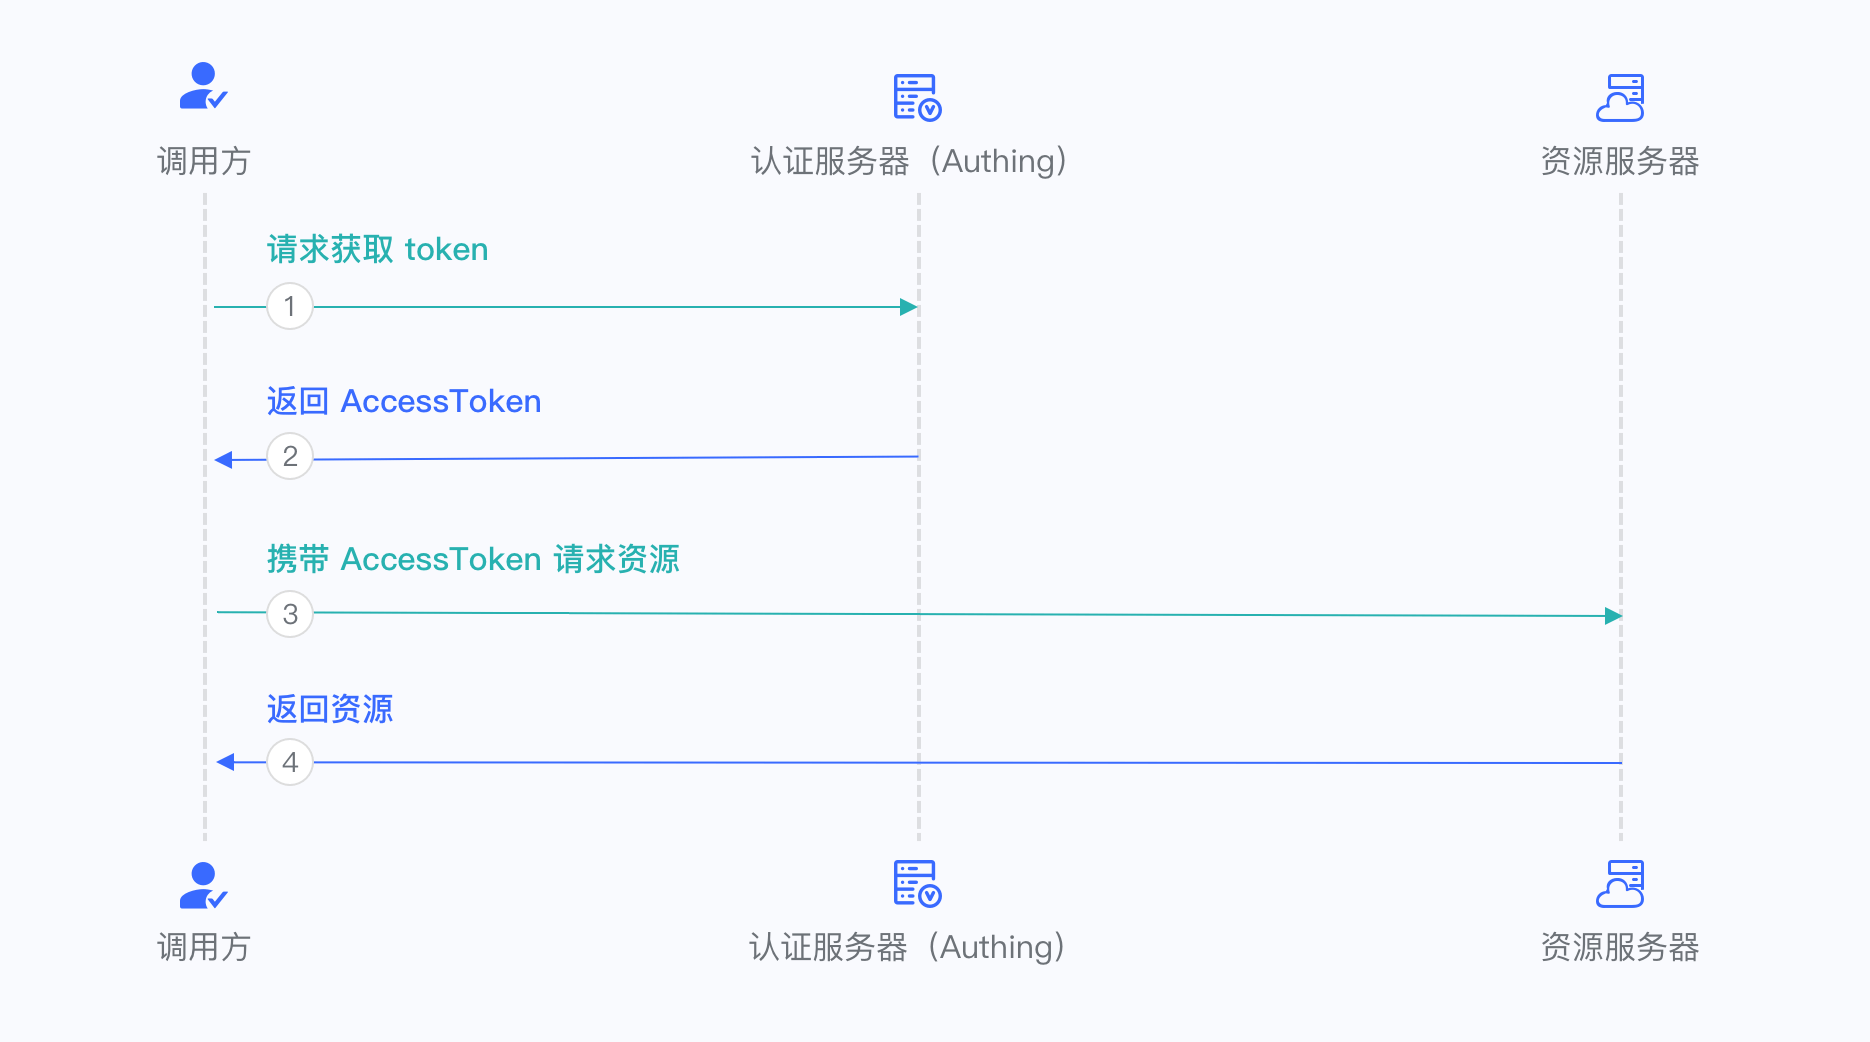 调用方
认证服务器（Authing）
资源服务器
请求获取 token
1
返回 AccessToken
2
携带 AccessToken 请求资源
3
返回资源
4
调用方
认证服务器（Authing）
资源服务器